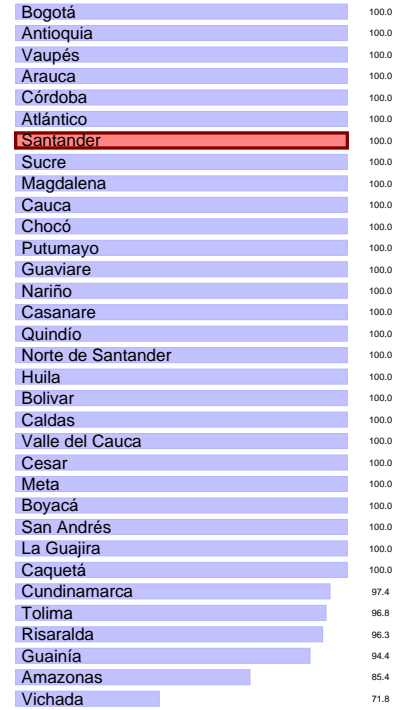 Bogotá 100.0
Antioquia 100.0
Vaupés 100.0
Arauca 100.0
Córdoba 100.0
Atlántico 100.0
Santander 100.0
Sucre 100.0
Magdalena 100.0
Cauca 100.0
Chocó 100.0
Putumayo 100.0
Guaviare 100.0
Nariño 100.0
Casanare 100.0
Quindío 100.0
Norte de Santander 100.0
Huila 100.0
Bolivar 100.0
Caldas 100.0
Valle del Cauca 100.0
Cesar 100.0
Meta 100.0
Boyacá 100.0
San Andrés 100.0
La Guajira 100.0
Caquetá 100.0
Cundinamarca 97.4
Tolima 96.8
Risaralda 96.3
Guainía 94.4
Amazonas 85.4
Vichada 71.8